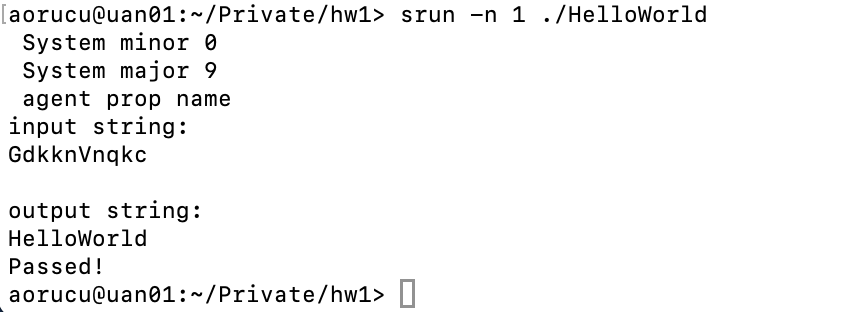 [aorucu@uan01:~/Private/hw1> srun -n 1 ./HelloWorld
System minor 0
System major 9
agent prop name
input string:
GdkknVnqkc
output string:
HelloWorld
Passed!
aorucu@uan01:~/Private/hw1>